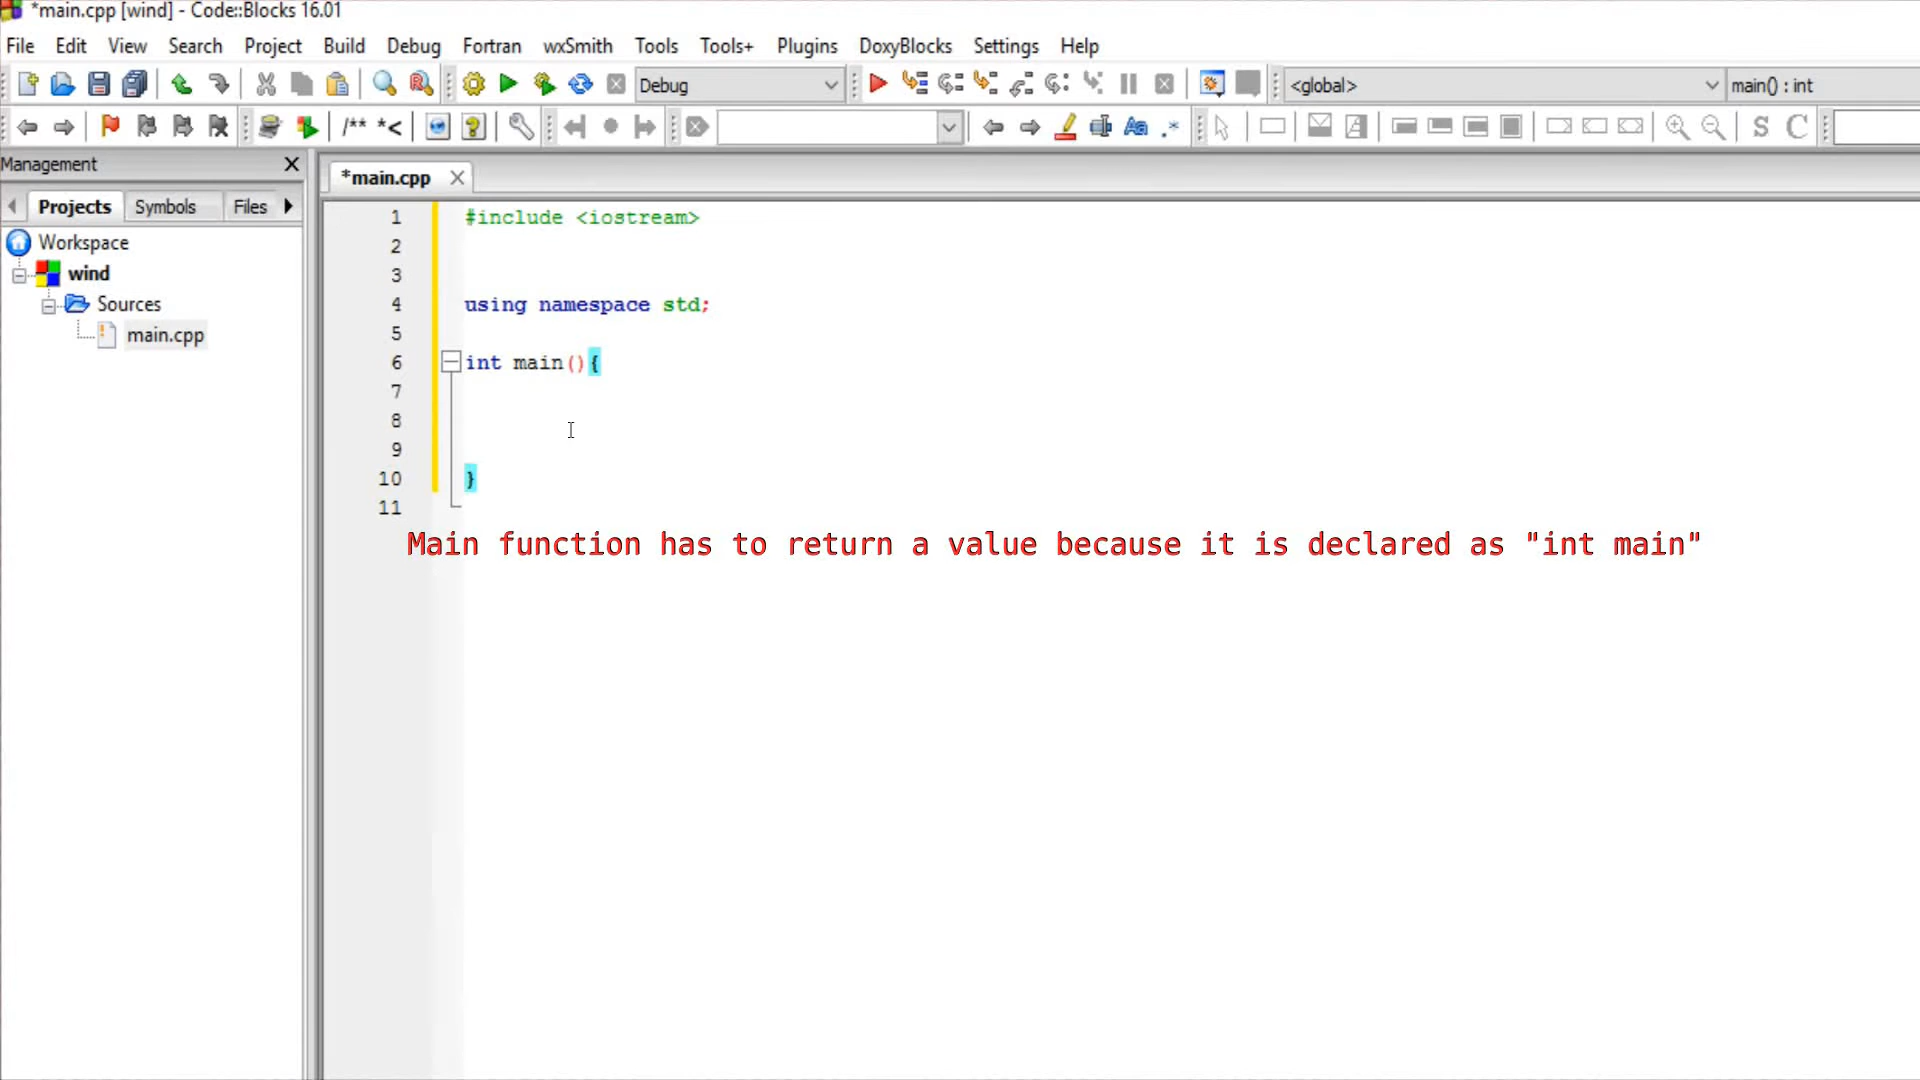 *main.cpp [wind] - Code::Blocks 16.01
File Edit View Search Project Build Debug Fortran wxSmith Tools Tools+ Plugins DoxyBlocks Settings Help
Debug <global> main() : int
/** *< Aa .* S C
Management
*main.cpp
Projects Symbols Files
Workspace
wind
Sources
main.cpp
1 #include <iostream>
2
3
4 using namespace std;
5
6 int main(){
7
8
9
10 }
11
Main function has to return a value because it is declared as "int main"